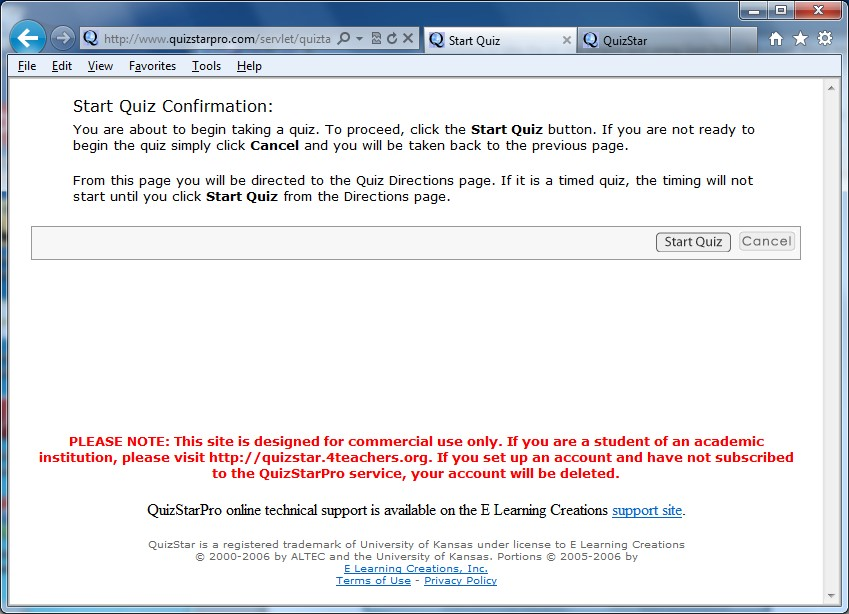 http://www.quizstarpro.com/servlet/quizta
Start Quiz
QuizStar
File Edit View Favorites Tools Help
Start Quiz Confirmation:
You are about to begin taking a quiz. To proceed, click the Start Quiz button. If you are not ready to
begin the quiz simply click Cancel and you will be taken back to the previous page.
From this page you will be directed to the Quiz Directions page. If it is a timed quiz, the timing will not
start until you click Start Quiz from the Directions page.
Start Quiz Cancel
PLEASE NOTE: This site is designed for commercial use only. If you are a student of an academic
institution, please visit http://quizstar.4teachers.org. If you set up an account and have not subscribed
to the QuizStarPro service, your account will be deleted.
QuizStarPro online technical support is available on the E Learning Creations support site.
QuizStar is a registered trademark of University of Kansas under license to E Learning Creations
© 2000-2006 by ALTEC and the University of Kansas. Portions © 2005-2006 by
E Learning Creations, Inc.
Terms of Use - Privacy Policy